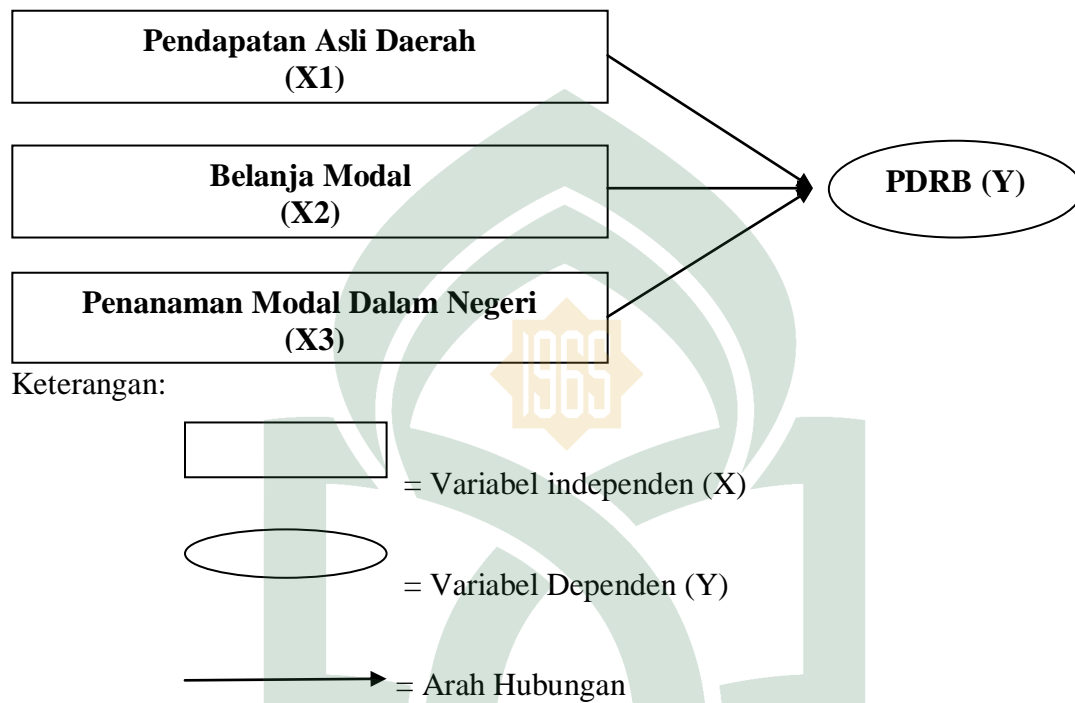 Pendapatan Asli Daerah
(X1)
Belanja Modal
(X2)
PDRB (Y)
Penanaman Modal Dalam Negeri
(X3)
1965
Keterangan:
= Variabel independen (X)
= Variabel Dependen (Y)
= Arah Hubungan